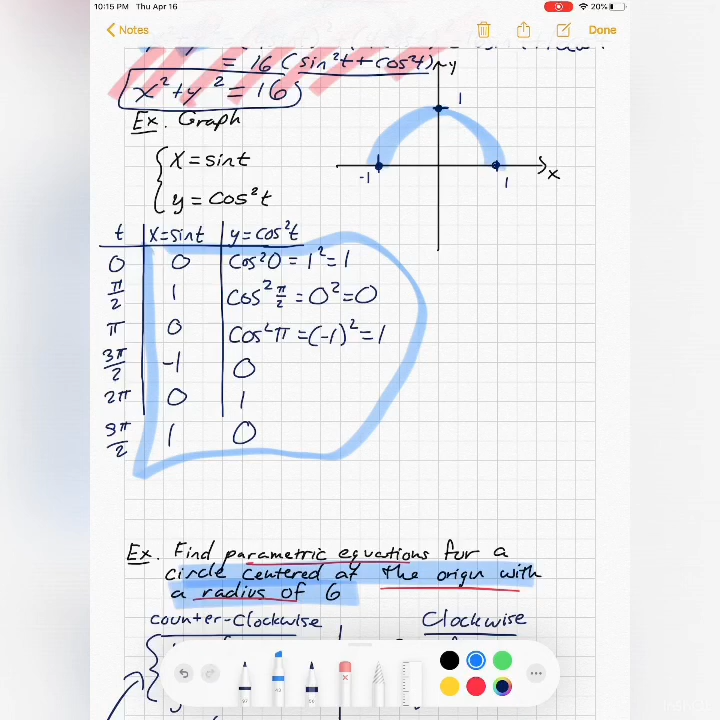 10:15 PM Thu Apr 16
20%
Notes
Done
= 16 (sin²t + cos²t)
x² + y² = 16
Ex. Graph
x = sint
y = cos²t
y
1
-1
1
x
t x = sint y = cos²t
0 0 cos²0 = 1² = 1
π/2 1 cos² π/2 = 0² = 0
π 0 cos²π = (-1)² = 1
3π/2 -1 0
2π 0 1
5π/2 1 0
Ex. Find parametric equations for a
circle centered at the origin with
a radius of 6
counter-clockwise Clockwise